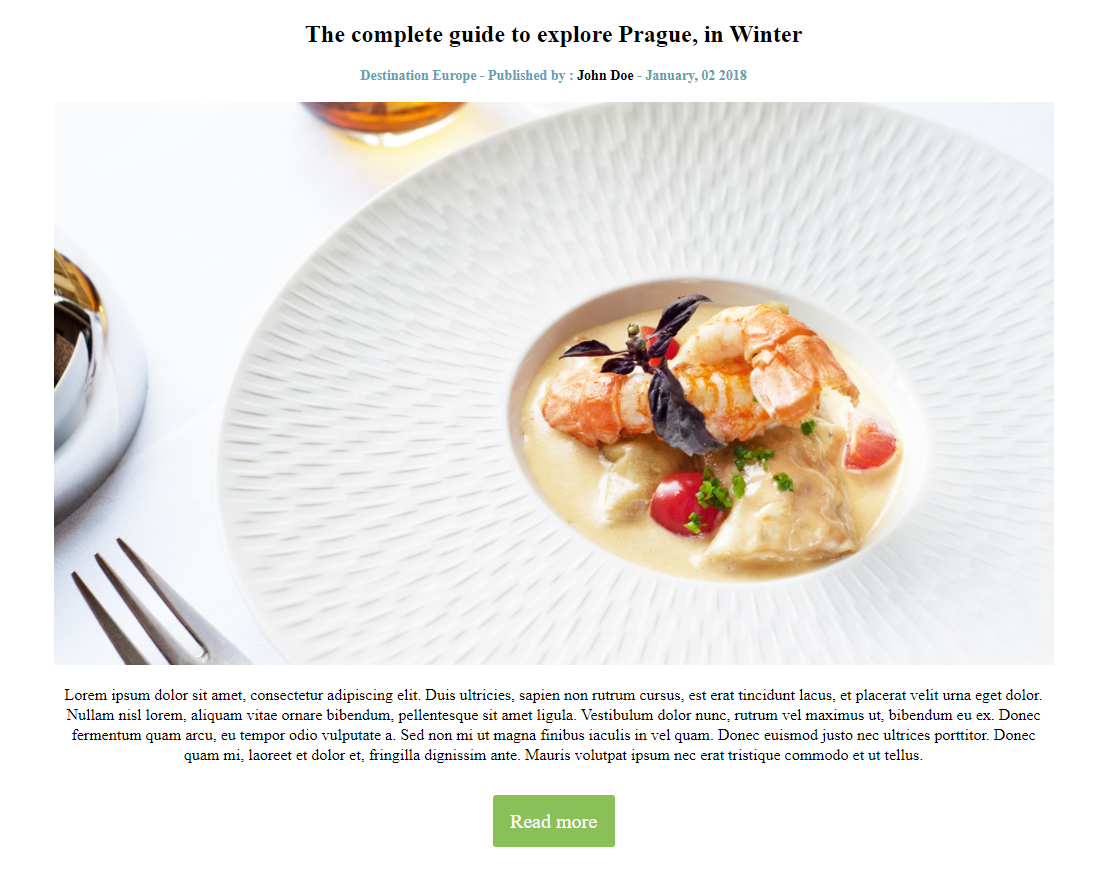 The complete guide to explore Prague, in Winter
Destination Europe - Published by : John Doe - January, 02 2018
Lorem ipsum dolor sit amet, consectetur adipiscing elit. Duis ultricies, sapien non rutrum cursus, est erat tincidunt lacus, et placerat velit urna eget dolor.
Nullam nisl lorem, aliquam vitae ornare bibendum, pellentesque sit amet ligula. Vestibulum dolor nunc, rutrum vel maximus ut, bibendum eu ex. Donec
fermentum quam arcu, eu tempor odio vulputate a. Sed non mi ut magna finibus iaculis in vel quam. Donec euismod justo nec ultrices porttitor. Donec
quam mi, laoreet et dolor et, fringilla dignissim ante. Mauris volutpat ipsum nec erat tristique commodo et ut tellus.
Read more